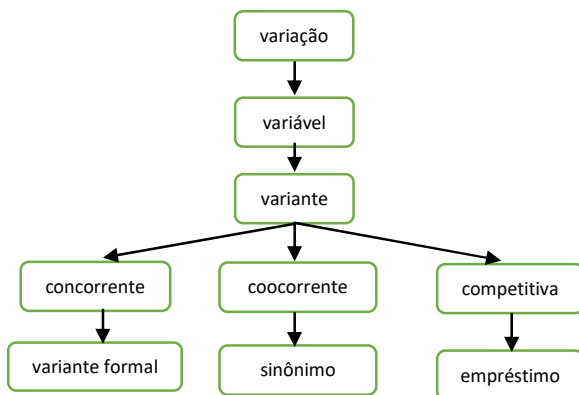 variação
variável
variante
concorrente
coocorrente
competitiva
variante formal
sinônimo
empréstimo